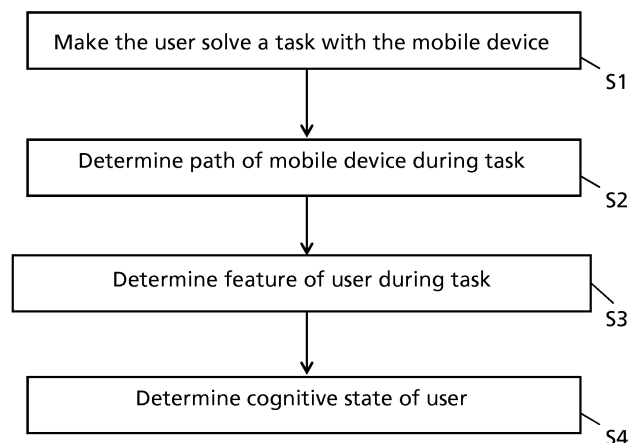 Make the user solve a task with the mobile device
S1
Determine path of mobile device during task
S2
Determine feature of user during task
S3
Determine cognitive state of user
S4